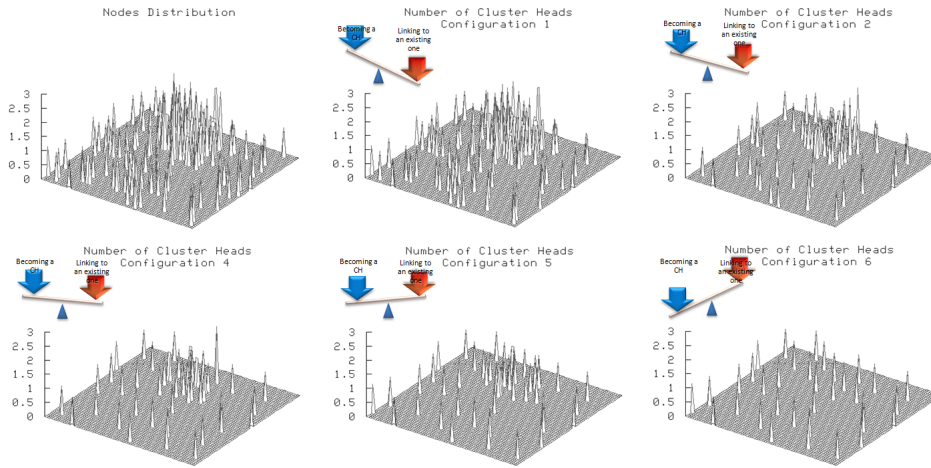 Nodes Distribution
3
2.5
2
1.5
1
0.5
0
Number of Cluster Heads
Configuration 1
Becoming a
CH
Linking to
an existing
one
3
2.5
2
1.5
1
0.5
0
Number of Cluster Heads
Configuration 2
Becoming a
CH
Linking to
an existing
one
3
2.5
2
1.5
1
0.5
0
Number of Cluster Heads
Configuration 4
Becoming a
CH
Linking to
an existing
one
3
2.5
2
1.5
1
0.5
0
Number of Cluster Heads
Configuration 5
Becoming a
CH
Linking to
an existing
one
3
2.5
2
1.5
1
0.5
0
Number of Cluster Heads
Configuration 6
Becoming a
CH
Linking to
an existing
one
3
2.5
2
1.5
1
0.5
0